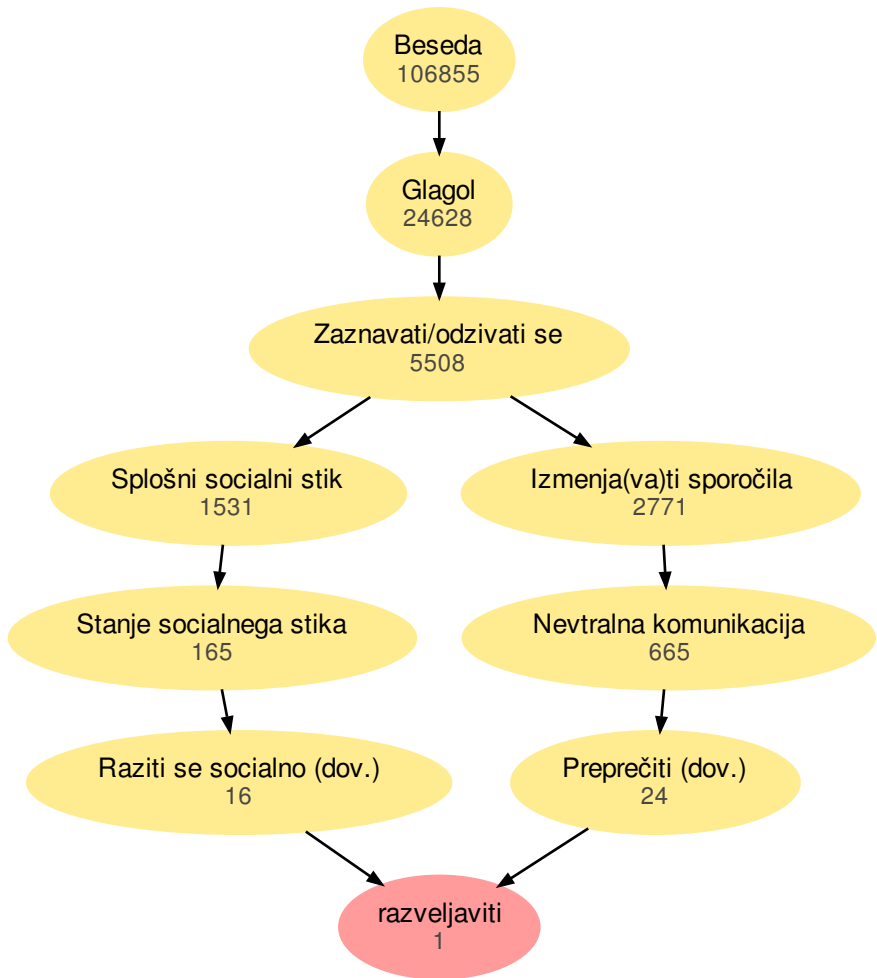 Beseda
106855
Glagol
24628
Zaznavati/odzivati se
5508
Splošni socialni stik
1531
Izmenja(va)ti sporočila
2771
Stanje socialnega stika
165
Nevtralna komunikacija
665
Raziti se socialno (dov.)
16
Preprečiti (dov.)
24
razveljaviti
1